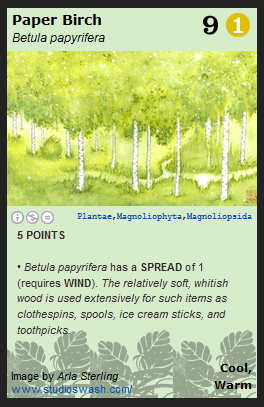 Paper Birch
9 1
Betula papyrifera
Plantae,Magnoliophyta,Magnoliopsida
5 POINTS
• Betula papyrifera has a SPREAD of 1
(requires WIND). The relatively soft, whitish
wood is used extensively for such items as
clothespins, spools, ice cream sticks, and
toothpicks.
Cool,
Warm
Image by Arla Sterling
www.studioswash.com/